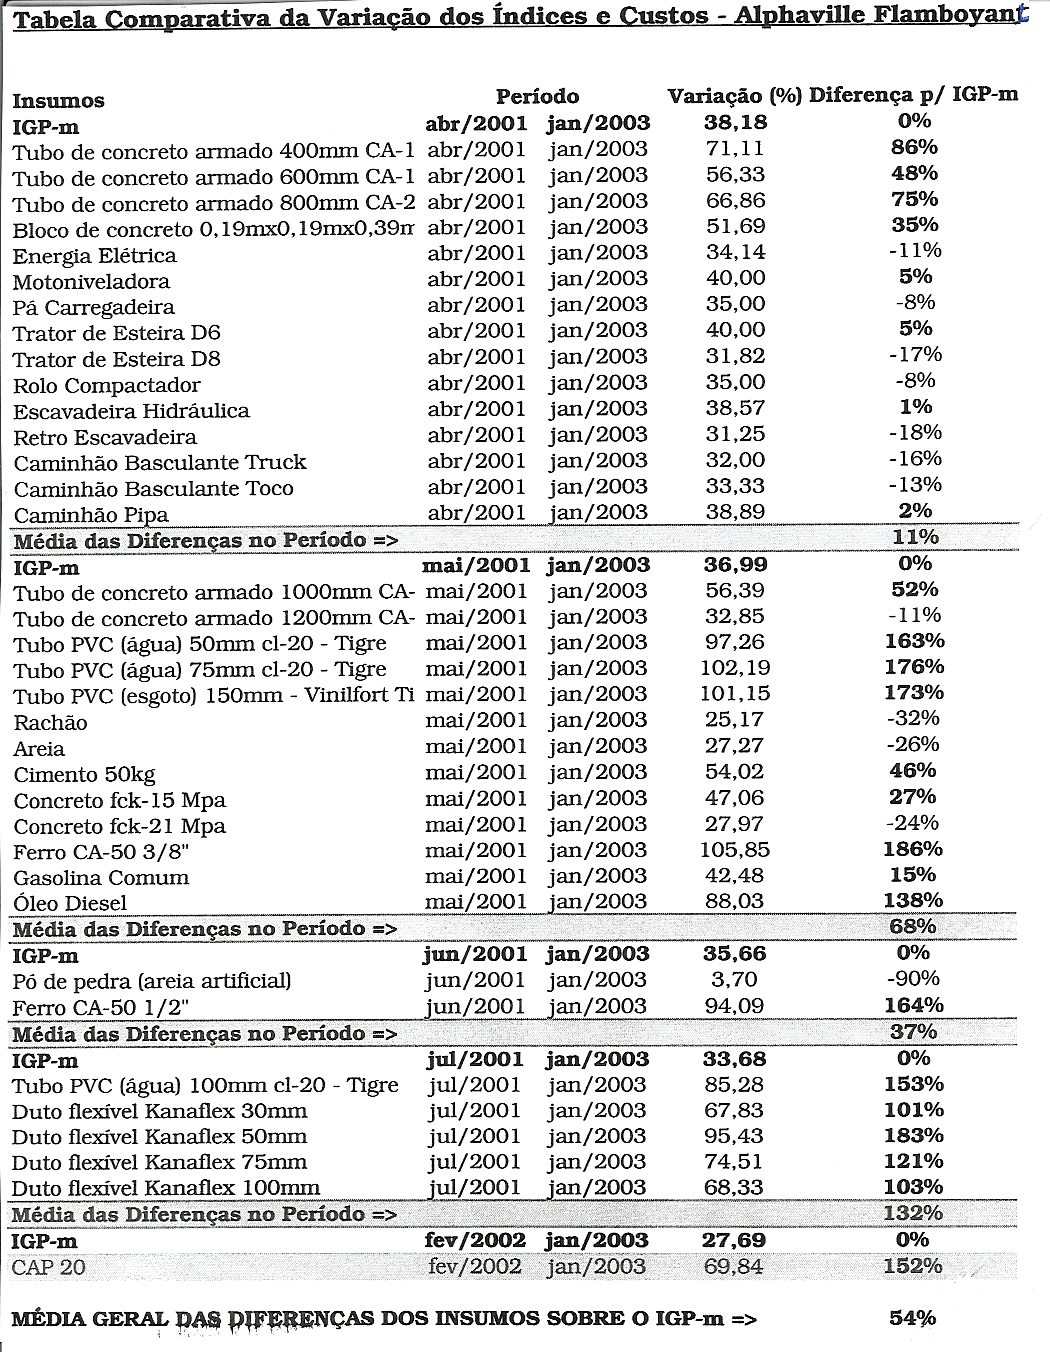 Tabela Comparativa da Variação dos Índices e Custos - Alphaville Flamboyant
Insumos Período Variação (%) Diferença p/ IGP-m
IGP-m abr/2001 jan/2003 38,18 0%
Tubo de concreto armado 400mm CA-1 abr/2001 jan/2003 71,11 86%
Tubo de concreto armado 600mm CA-1 abr/2001 jan/2003 56,33 48%
Tubo de concreto armado 800mm CA-2 abr/2001 jan/2003 66,86 75%
Bloco de concreto 0,19mx0,19mx0,39m abr/2001 jan/2003 51,69 35%
Energia Elétrica abr/2001 jan/2003 34,14 -11%
Motoniveladora abr/2001 jan/2003 40,00 5%
Pá Carregadeira abr/2001 jan/2003 35,00 -8%
Trator de Esteira D6 abr/2001 jan/2003 40,00 5%
Trator de Esteira D8 abr/2001 jan/2003 31,82 -17%
Rolo Compactador abr/2001 jan/2003 35,00 -8%
Escavadeira Hidráulica abr/2001 jan/2003 38,57 1%
Retro Escavadeira abr/2001 jan/2003 31,25 -18%
Caminhão Basculante Truck abr/2001 jan/2003 32,00 -16%
Caminhão Basculante Toco abr/2001 jan/2003 33,33 -13%
Caminhão Pipa abr/2001 jan/2003 38,89 2%
Média das Diferenças no Período => 11%
IGP-m mai/2001 jan/2003 36,99 0%
Tubo de concreto armado 1000mm CA- mai/2001 jan/2003 56,39 52%
Tubo de concreto armado 1200mm CA- mai/2001 jan/2003 32,85 -11%
Tubo PVC (água) 50mm cl-20 - Tigre mai/2001 jan/2003 97,26 163%
Tubo PVC (água) 75mm cl-20 - Tigre mai/2001 jan/2003 102,19 176%
Tubo PVC (esgoto) 150mm - Vinilfort Ti mai/2001 jan/2003 101,15 173%
Rachão mai/2001 jan/2003 25,17 -32%
Areia mai/2001 jan/2003 27,27 -26%
Cimento 50kg mai/2001 jan/2003 54,02 46%
Concreto fck-15 Mpa mai/2001 jan/2003 47,06 27%
Concreto fck-21 Mpa mai/2001 jan/2003 27,97 -24%
Ferro CA-50 3/8" mai/2001 jan/2003 105,85 186%
Gasolina Comum mai/2001 jan/2003 42,48 15%
Óleo Diesel mai/2001 jan/2003 88,03 138%
Média das Diferenças no Período => 68%
IGP-m jun/2001 jan/2003 35,66 0%
Pó de pedra (areia artificial) jun/2001 jan/2003 3,70 -90%
Ferro CA-50 1/2" jun/2001 jan/2003 94,09 164%
Média das Diferenças no Período => 37%
IGP-m jul/2001 jan/2003 33,68 0%
Tubo PVC (água) 100mm cl-20 - Tigre jul/2001 jan/2003 85,28 153%
Duto flexível Kanaflex 30mm jul/2001 jan/2003 67,83 101%
Duto flexível Kanaflex 50mm jul/2001 jan/2003 95,43 183%
Duto flexível Kanaflex 75mm jul/2001 jan/2003 74,51 121%
Duto flexível Kanaflex 100mm jul/2001 jan/2003 68,33 103%
Média das Diferenças no Período => 132%
IGP-m fev/2002 jan/2003 27,69 0%
CAP 20 fev/2002 jan/2003 69,84 152%
MÉDIA GERAL DAS DIFERENÇAS DOS INSUMOS SOBRE O IGP-m => 54%